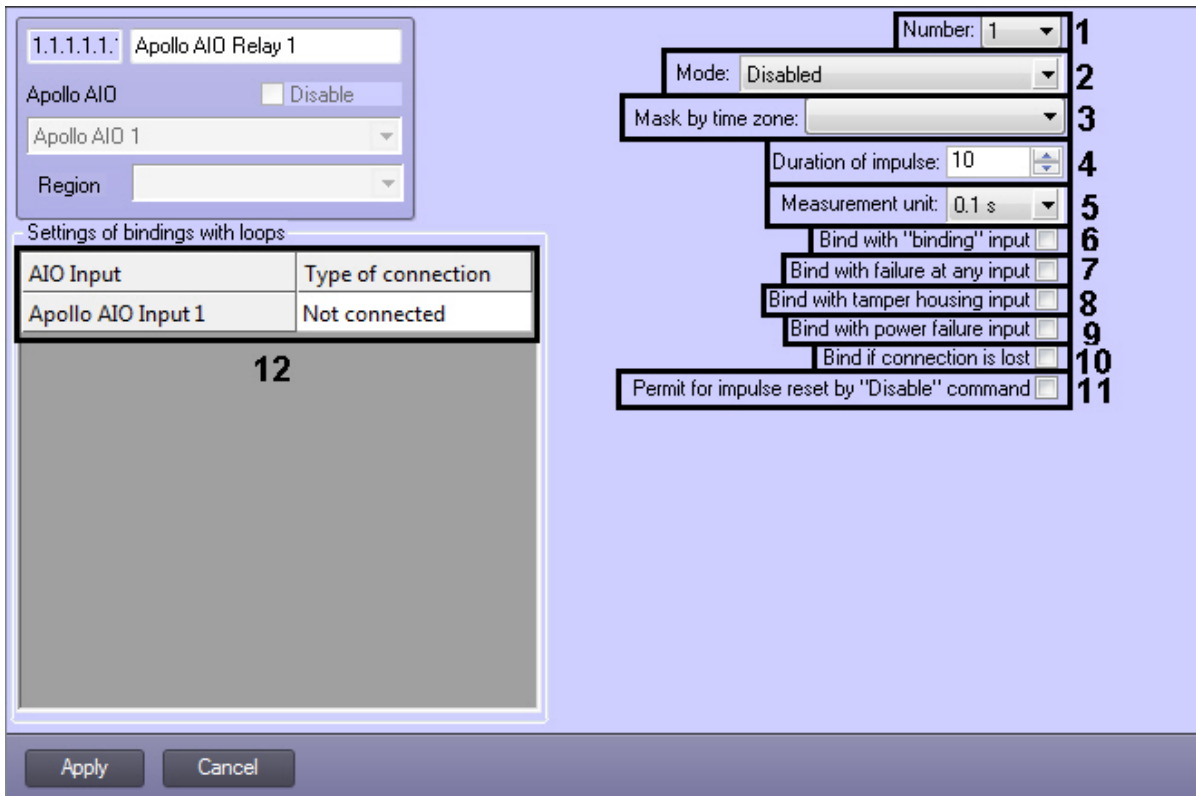 1.1.1.1.1 Apollo AIO Relay 1
Apollo AIO Disable
Apollo AIO 1
Region
Settings of bindings with loops
AIO Input Type of connection
Apollo AIO Input 1 Not connected
12
Number: 1 1
Mode: Disabled 2
Mask by time zone: 3
Duration of impulse: 10 4
Measurement unit: 0.1 s 5
Bind with "binding" input 6
Bind with failure at any input 7
Bind with tamper housing input 8
Bind with power failure input 9
Bind if connection is lost 10
Permit for impulse reset by "Disable" command 11
Apply Cancel